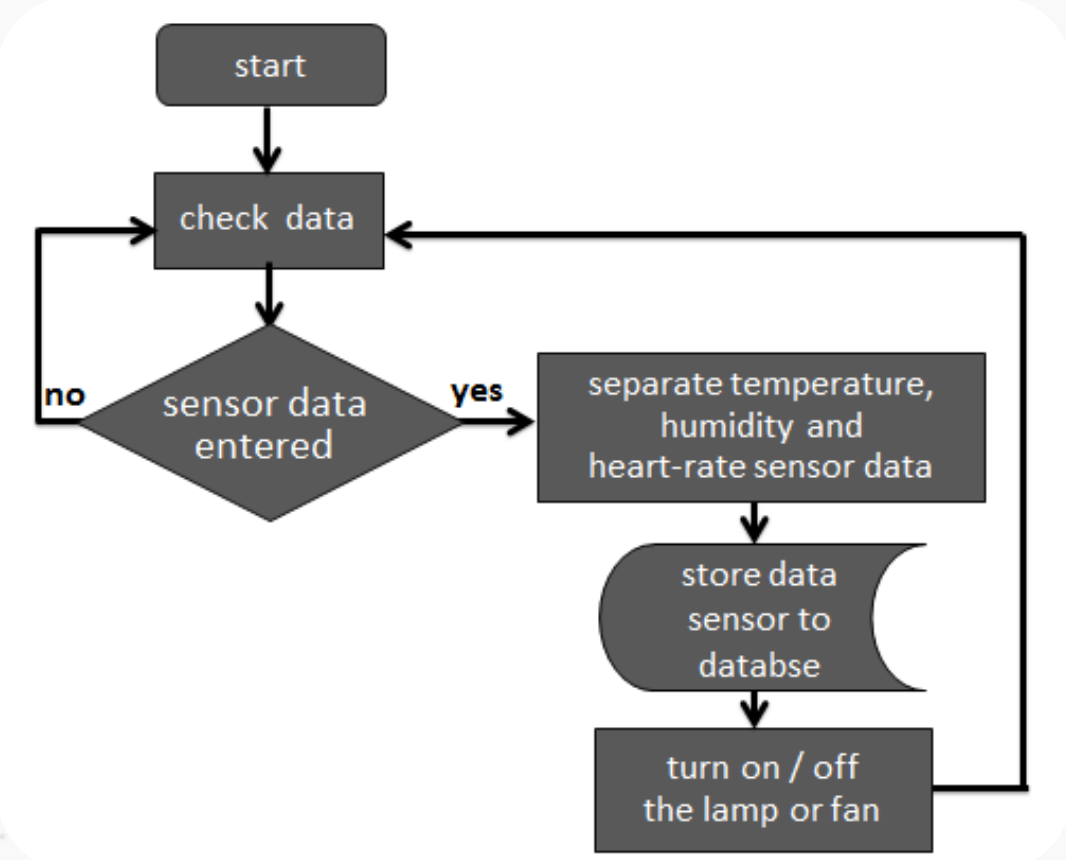 start
check data
no
sensor data
entered
yes
separate temperature,
humidity and
heart-rate sensor data
store data
sensor to
databse
turn on / off
the lamp or fan